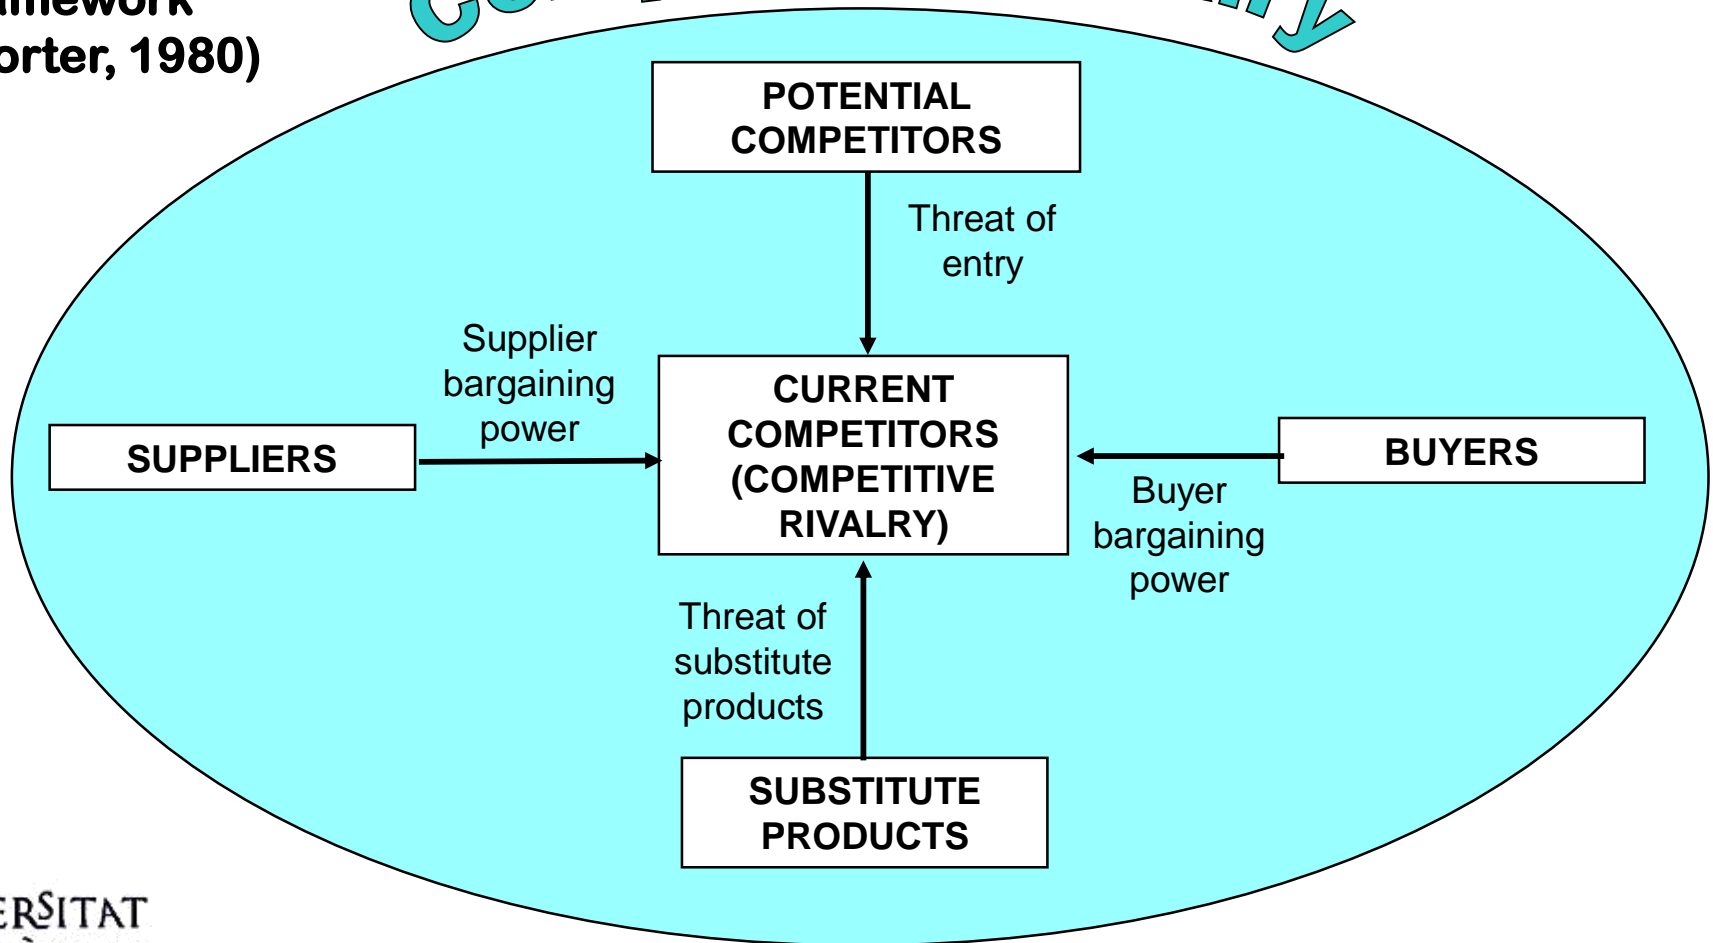 orter, 1980)
POTENTIAL
COMPETITORS
Threat of
entry
Supplier
bargaining
power
CURRENT
COMPETITORS
(COMPETITIVE
RIVALRY)
SUPPLIERS
BUYERS
Buyer
bargaining
power
Threat of
substitute
products
SUBSTITUTE
PRODUCTS
ERSITAT